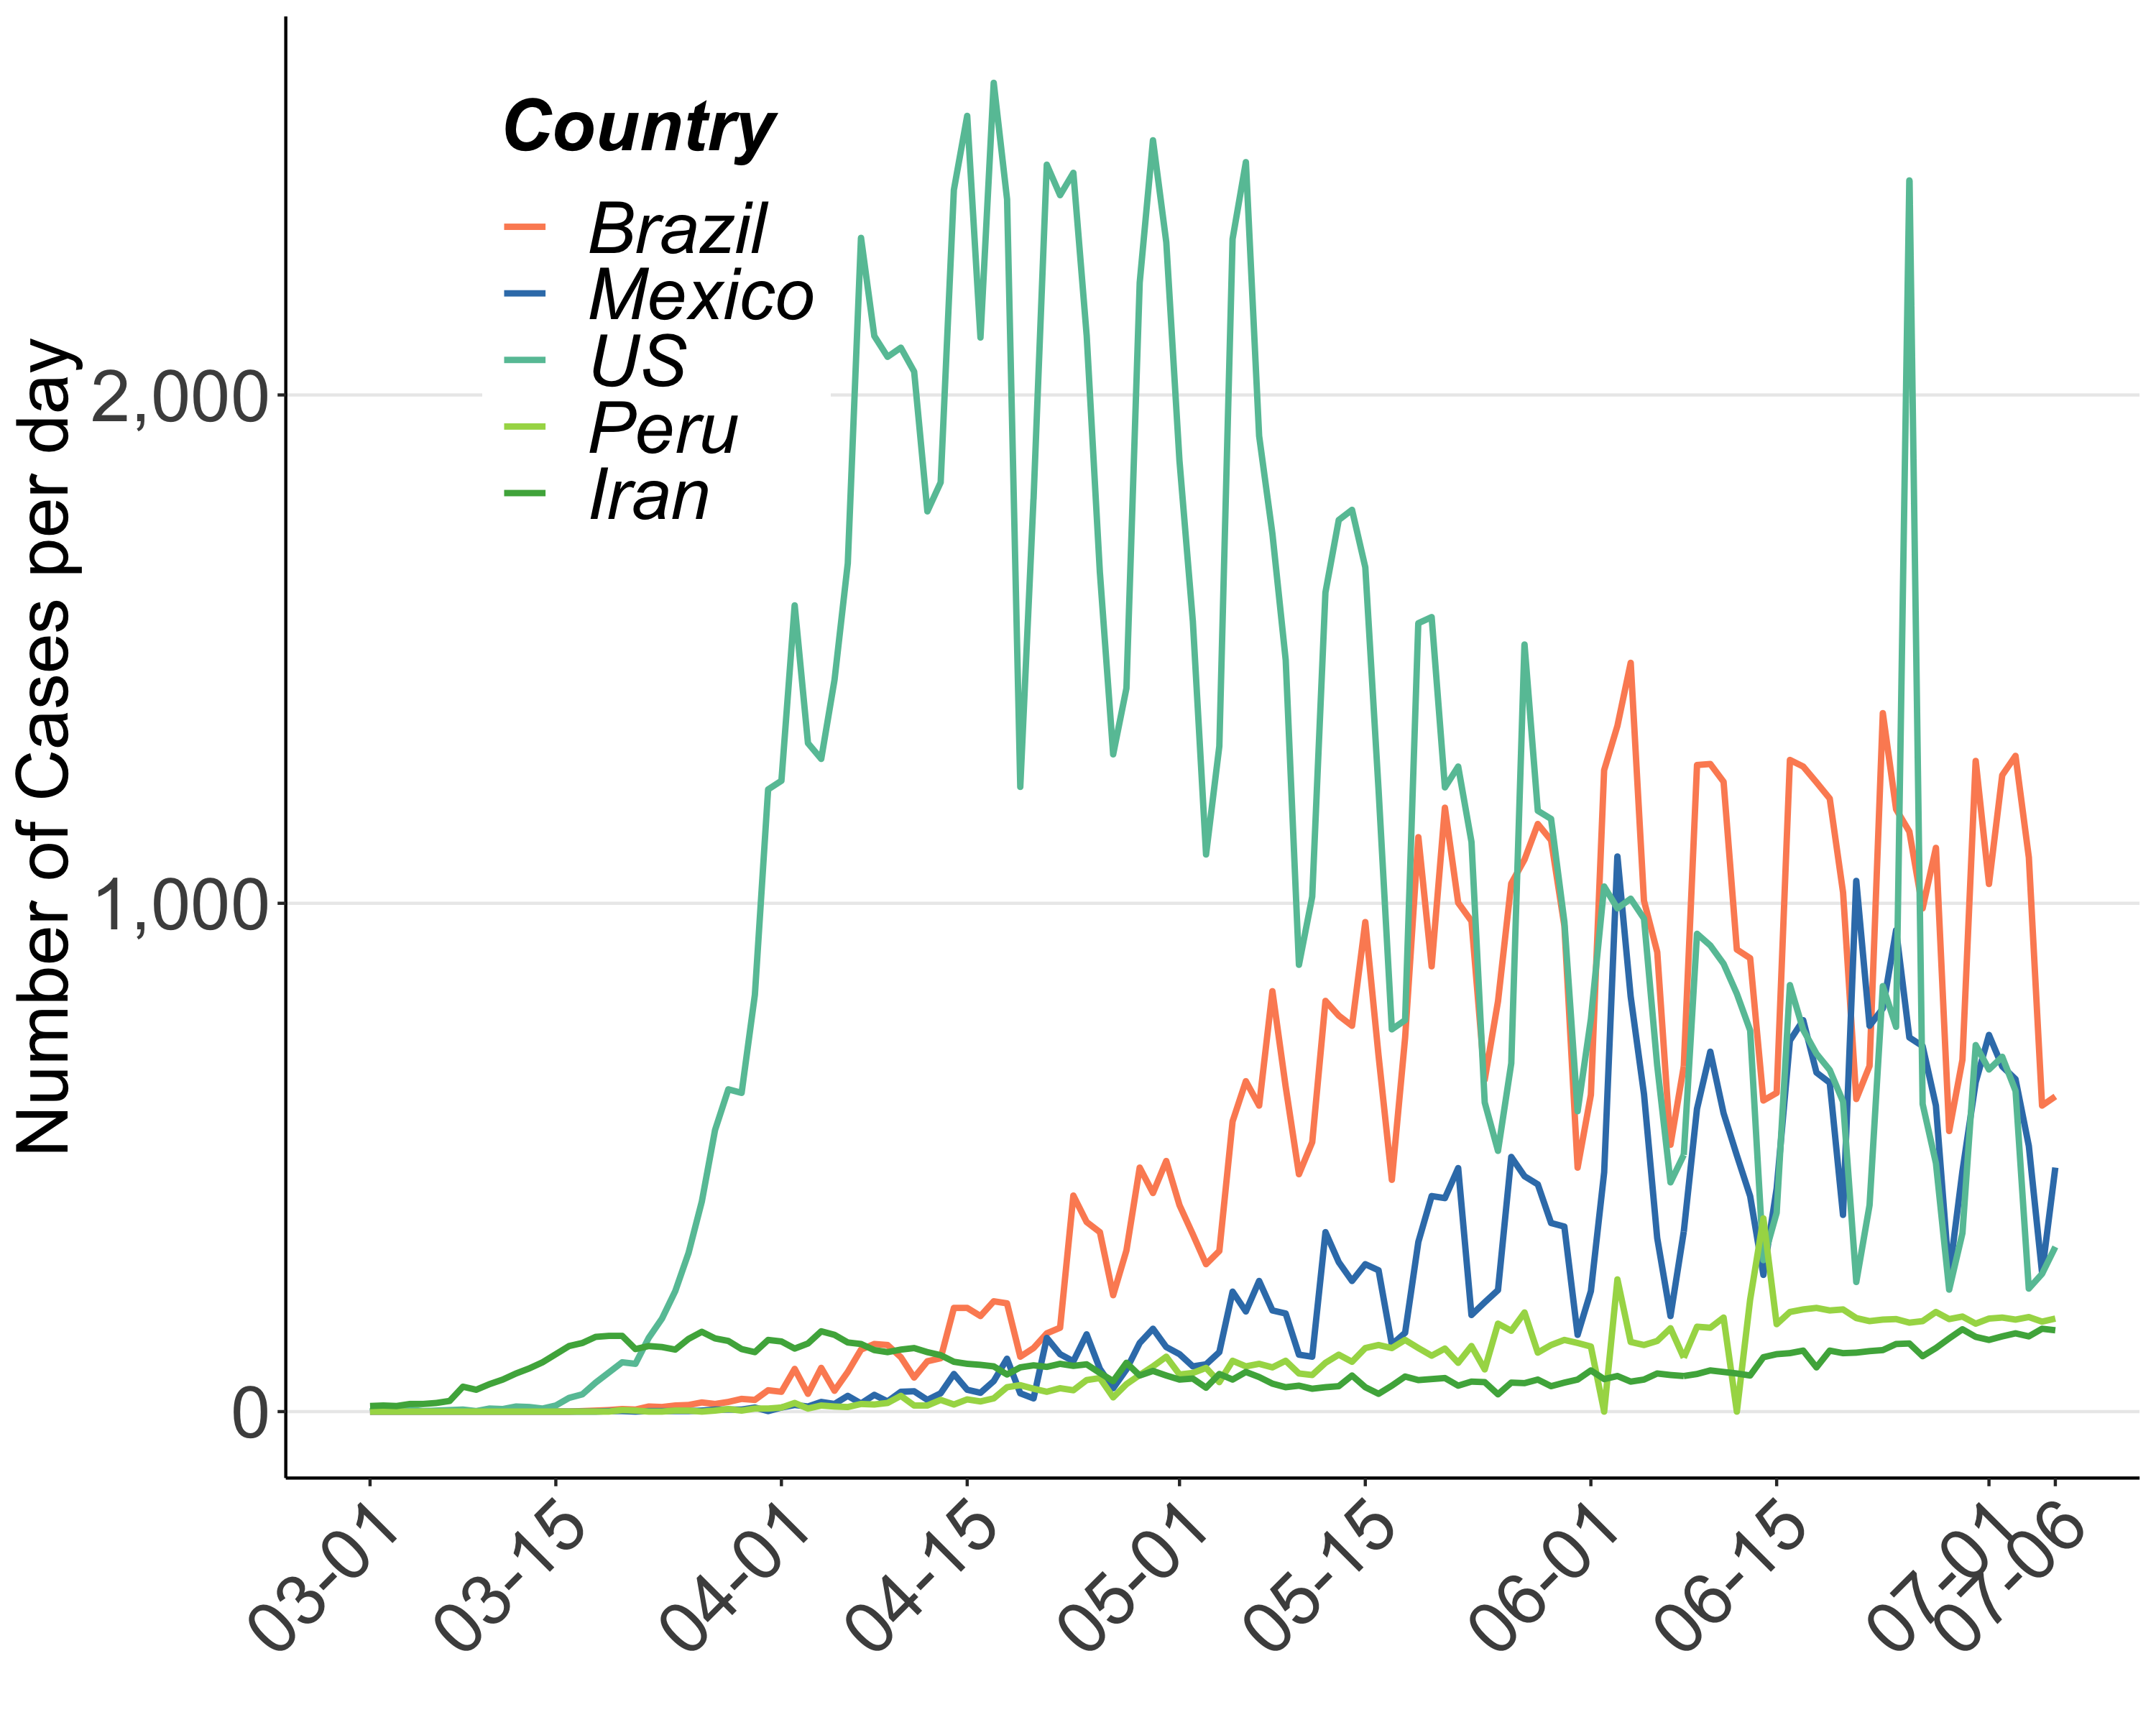 Number of Cases per day
2,000
1,000
0
Country
Brazil
Mexico
US
Peru
Iran
03-01
03-15
04-01
04-15
05-01
05-15
06-01
06-15
07-01
07-06